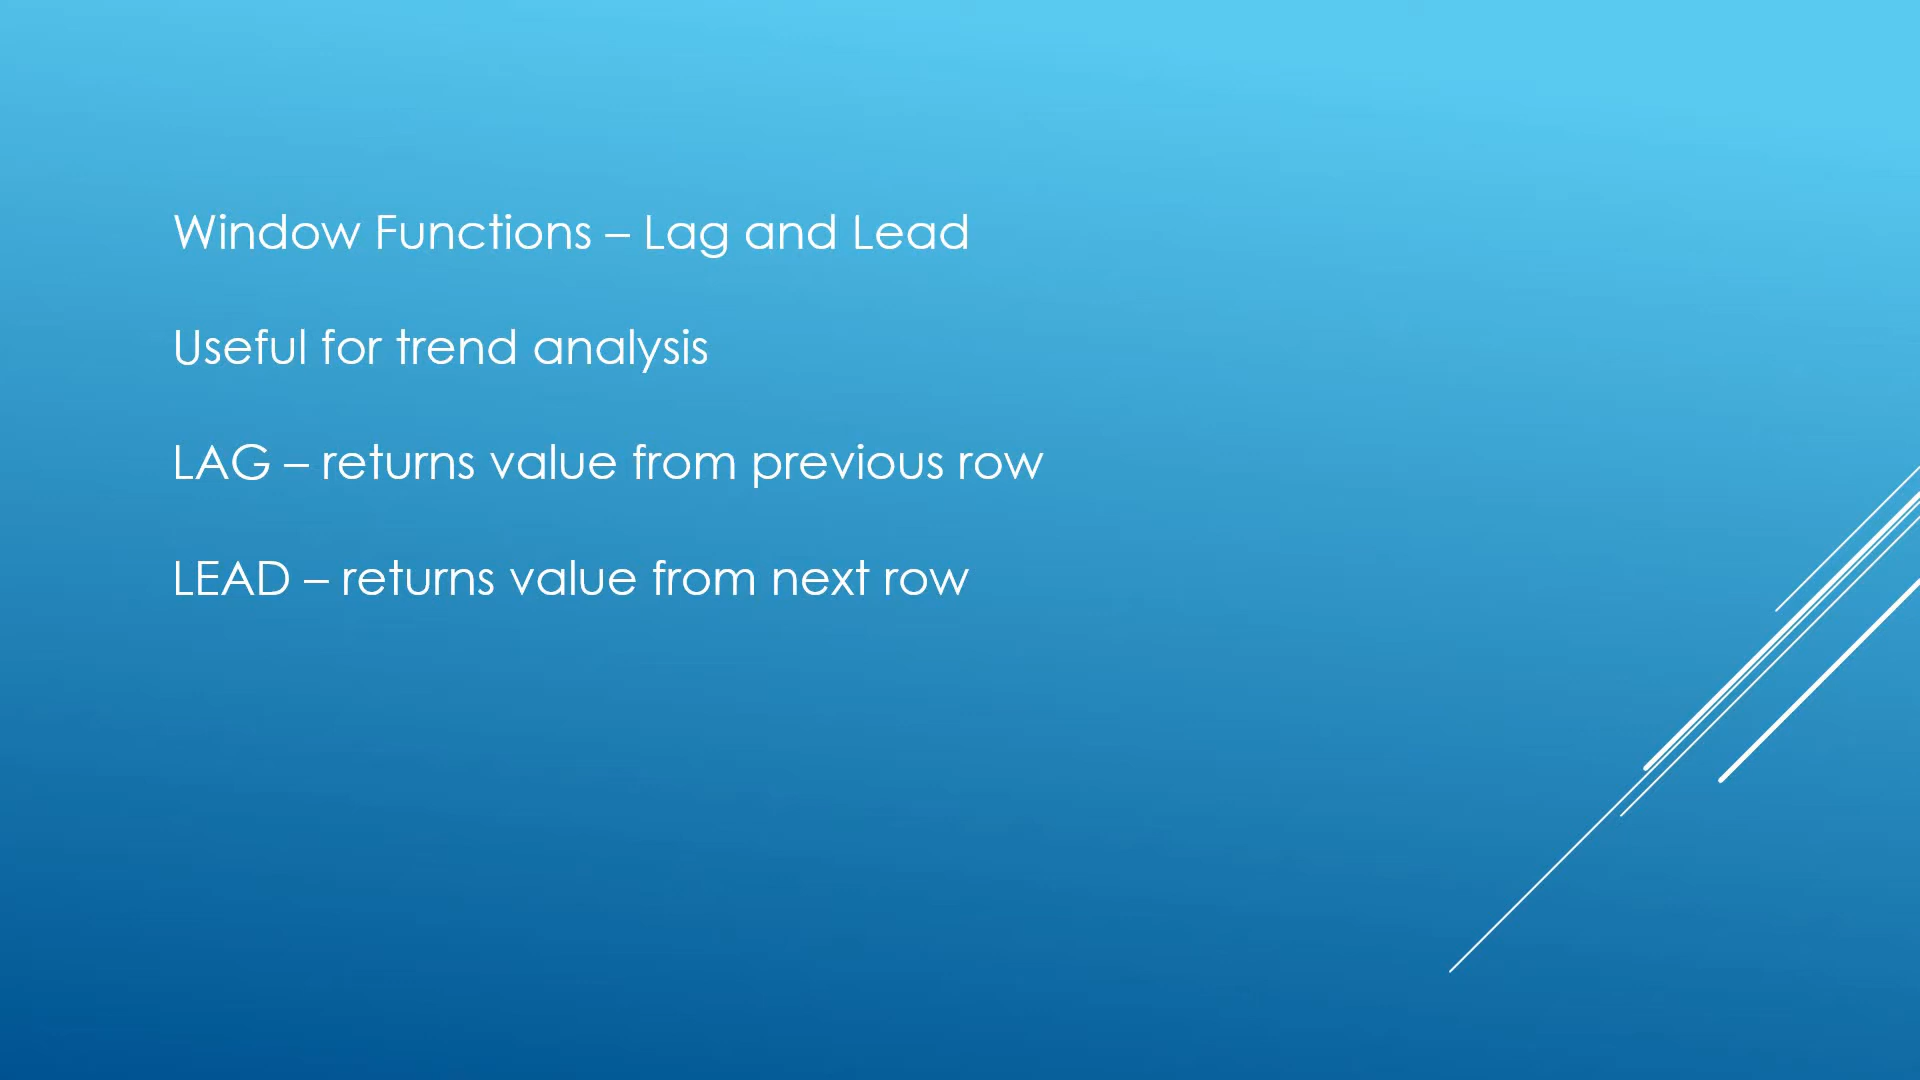 Window Functions – Lag and Lead
Useful for trend analysis
LAG – returns value from previous row
LEAD – returns value from next row